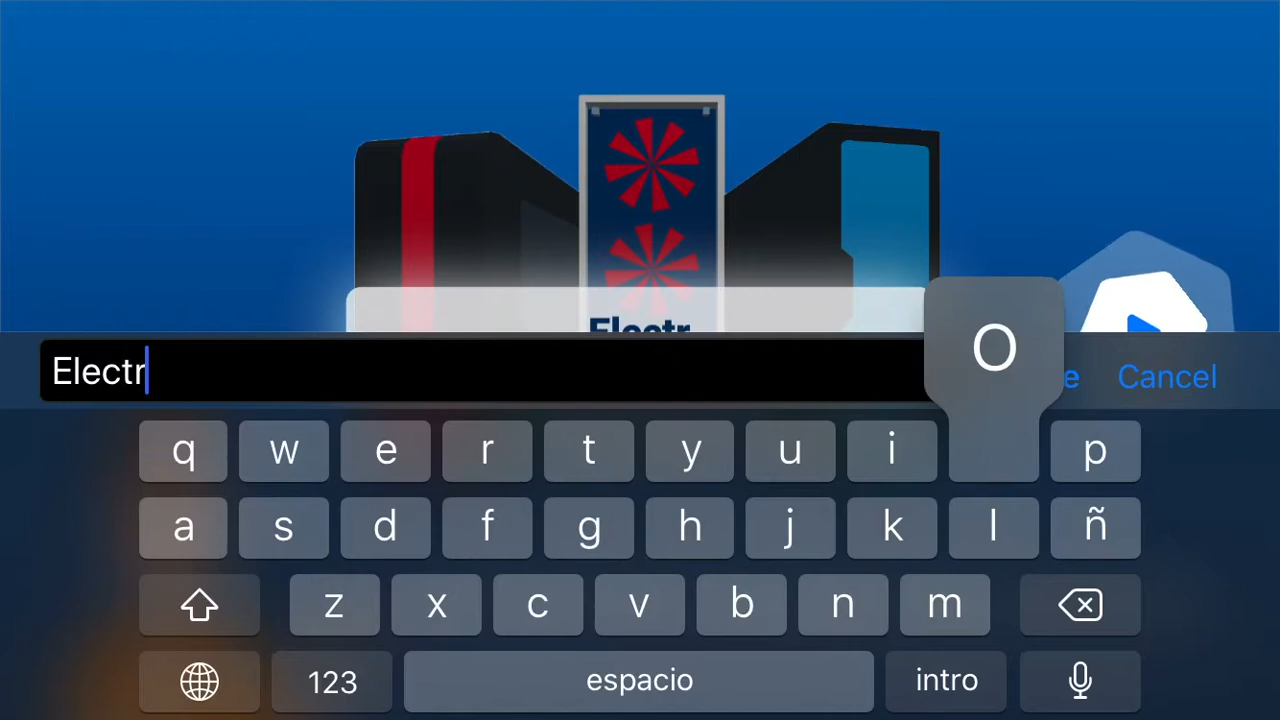 Electr
Electr
O
e Cancel
q w e r t y u i p
a s d f g h j k l ñ
z x c v b n m
123 espacio intro